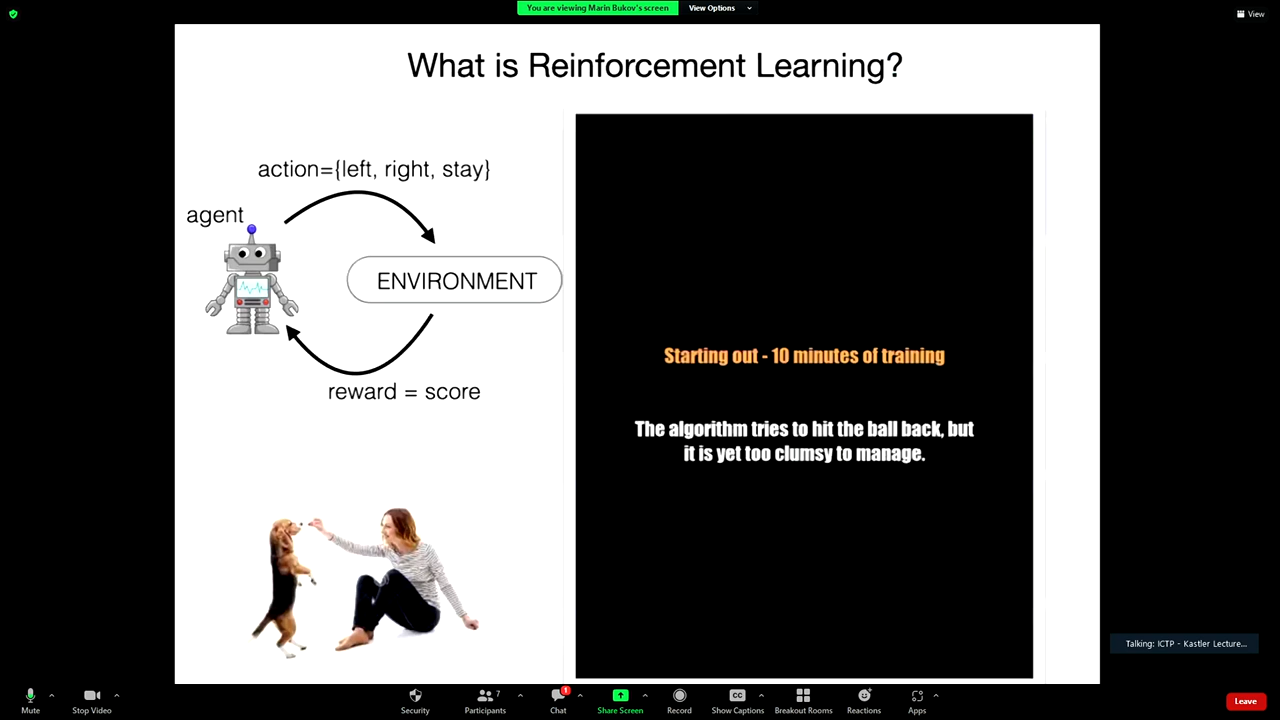 You are viewing Marin Bukov's screen
View Options
View
What is Reinforcement Learning?
action={left, right, stay}
agent
ENVIRONMENT
reward = score
Starting out - 10 minutes of training
The algorithm tries to hit the ball back, but
it is yet too clumsy to manage.
Talking: ICTP - Kastler Lecture...
Mute
Stop Video
Security
7
Participants
1
Chat
Share Screen
Record
CC
Show Captions
Breakout Rooms
Reactions
Apps
Leave